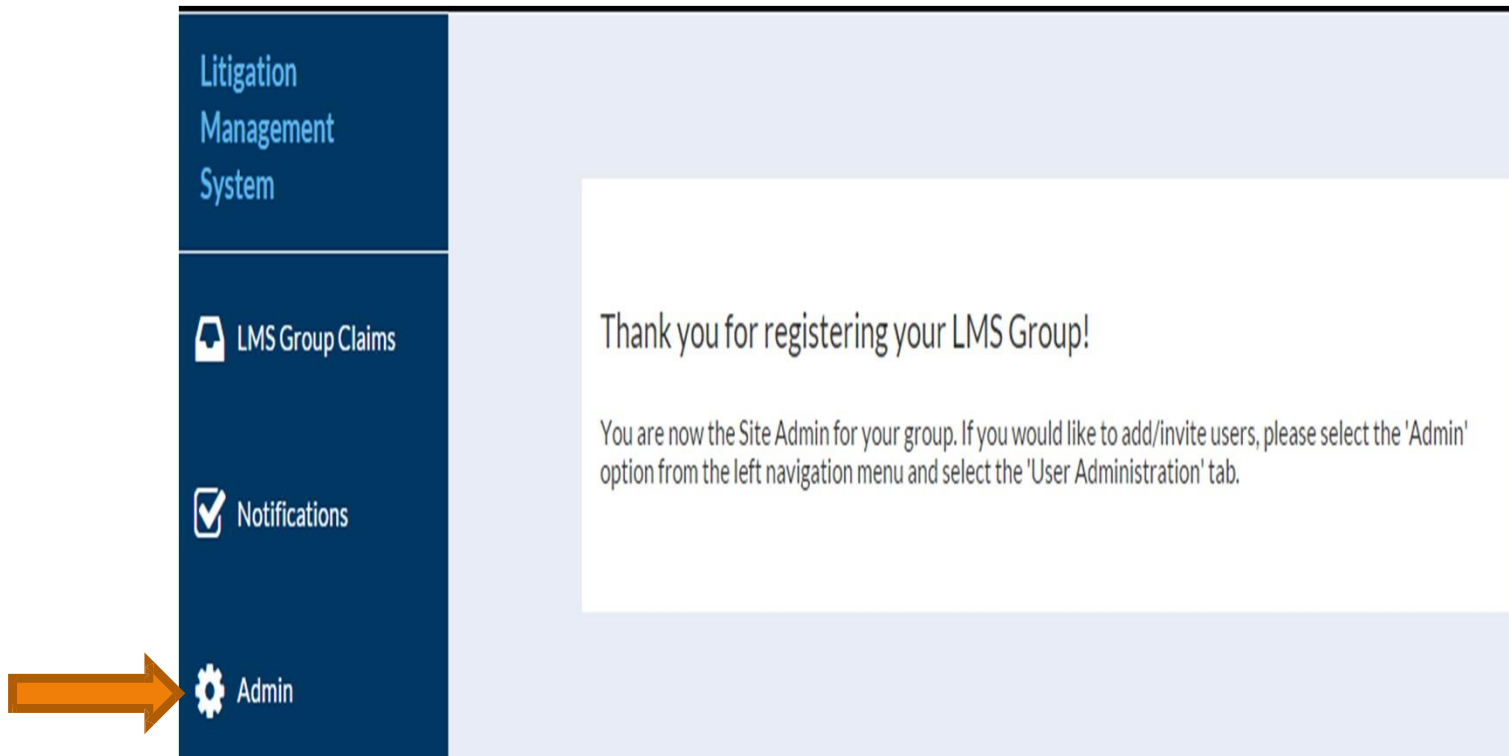 Litigation
Management
System
LMS Group Claims
Notifications
Admin
Thank you for registering your LMS Group!
You are now the Site Admin for your group. If you would like to add/invite users, please select the 'Admin'
option from the left navigation menu and select the 'User Administration' tab.